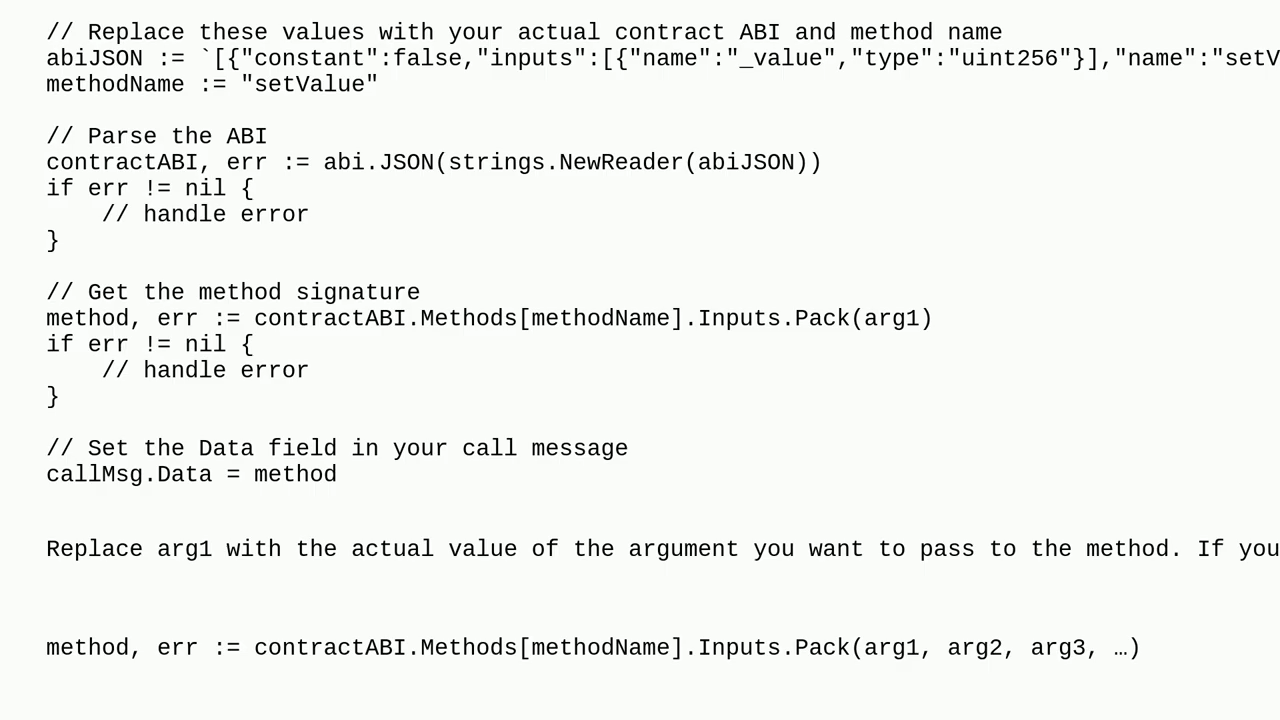 // Replace these values with your actual contract ABI and method name
abiJSON := `[{"constant":false,"inputs":[{"name":"_value","type":"uint256"}],"name":"setV
methodName := "setValue"
// Parse the ABI
contractABI, err := abi.JSON(strings.NewReader(abiJSON))
if err != nil {
    // handle error
}
// Get the method signature
method, err := contractABI.Methods[methodName].Inputs.Pack(arg1)
if err != nil {
    // handle error
}
// Set the Data field in your call message
callMsg.Data = method
Replace arg1 with the actual value of the argument you want to pass to the method. If you
method, err := contractABI.Methods[methodName].Inputs.Pack(arg1, arg2, arg3, …)